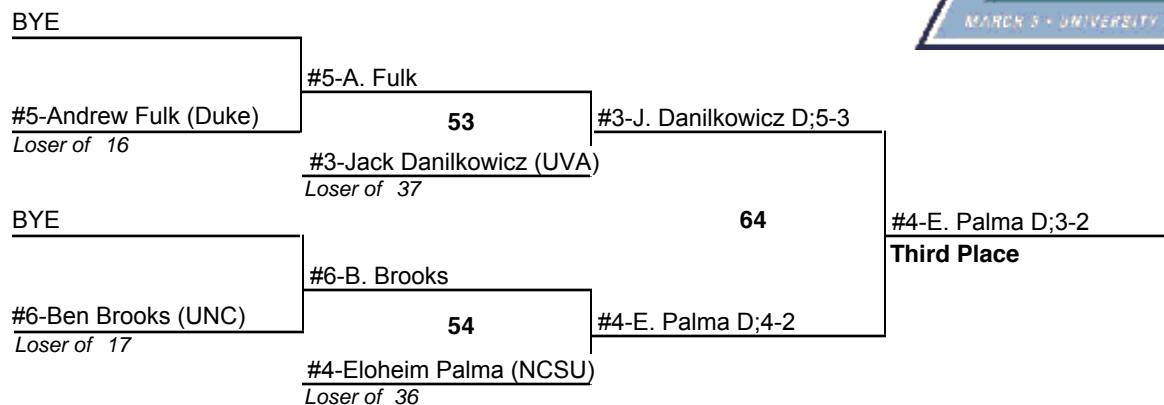 MARCH 5 • UNIVERSITY
BYE
#5-A. Fulk
#5-Andrew Fulk (Duke)
Loser of 16
53
#3-J. Danilkowicz D;5-3
#3-Jack Danilkowicz (UVA)
Loser of 37
BYE
64
#4-E. Palma D;3-2
Third Place
#6-B. Brooks
#6-Ben Brooks (UNC)
Loser of 17
54
#4-E. Palma D;4-2
#4-Eloheim Palma (NCSU)
Loser of 36